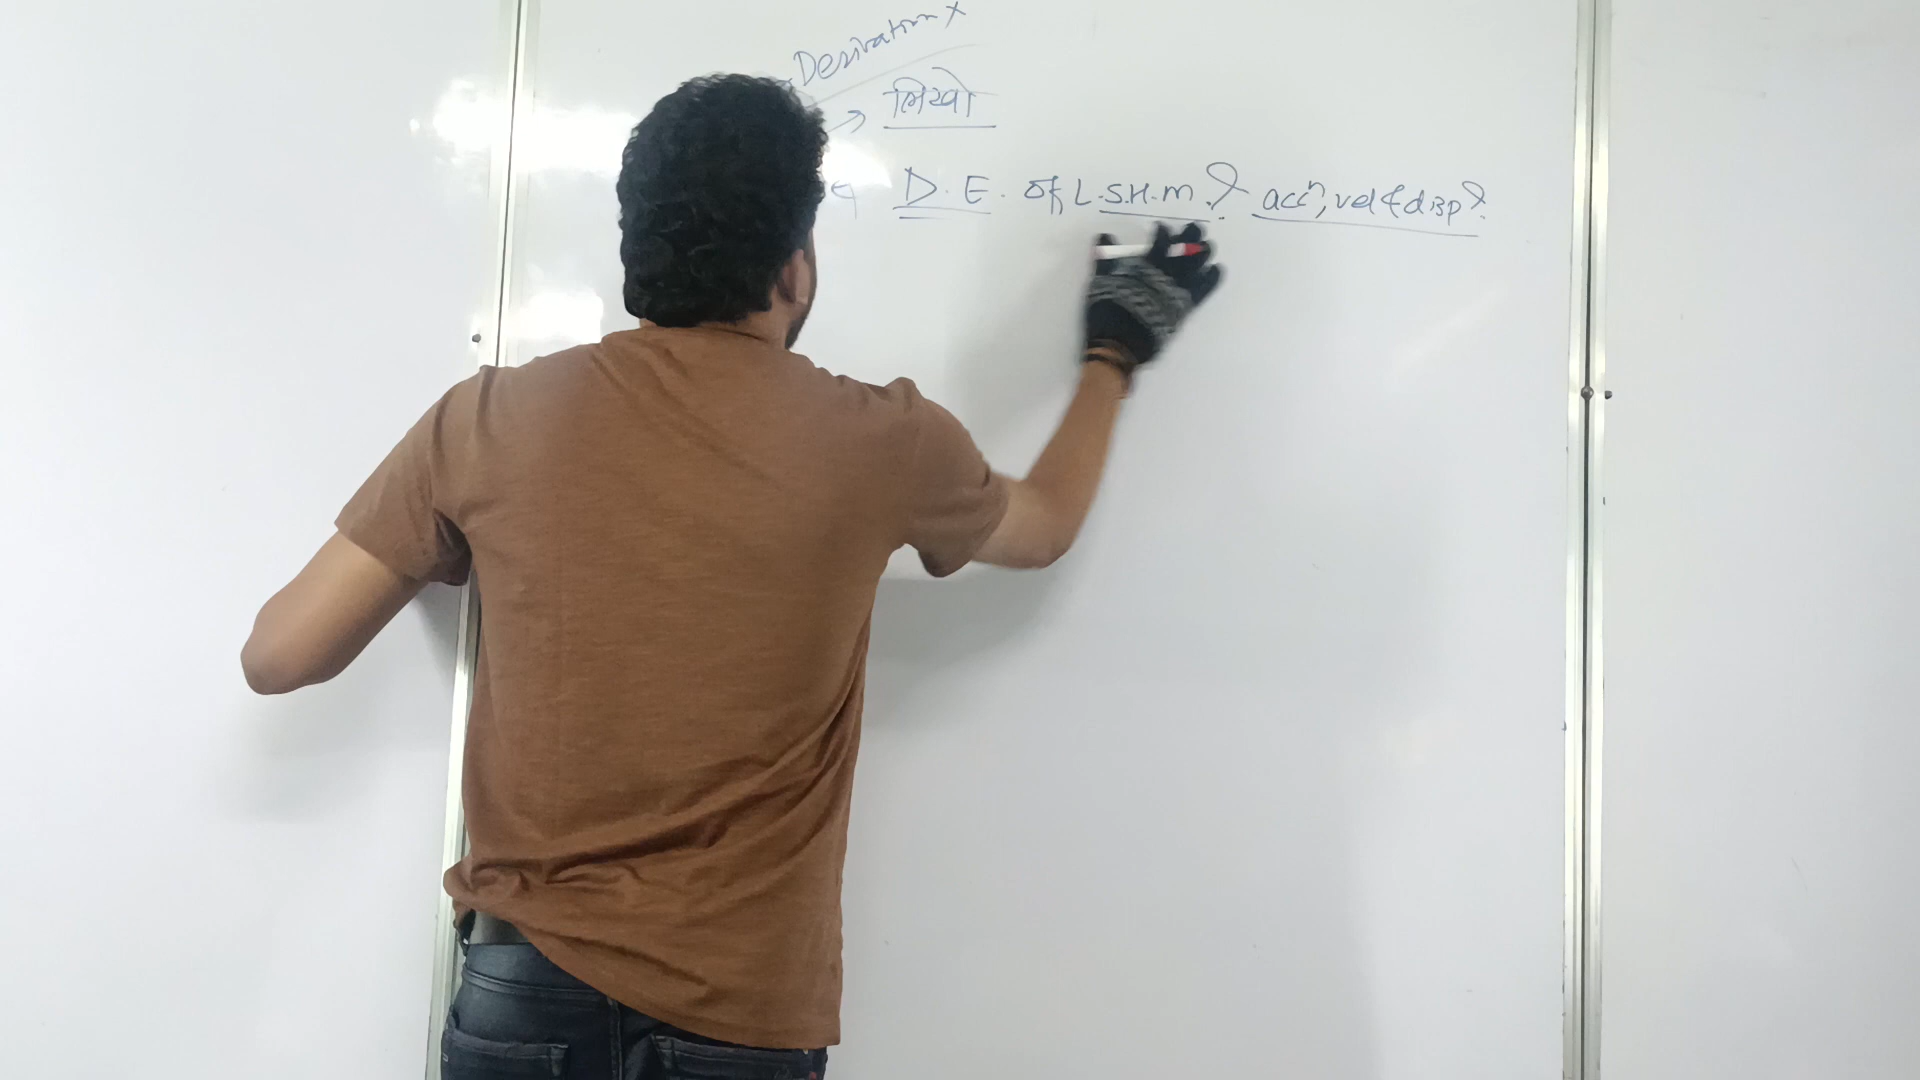 Derivation x
→ लिखो
D. E. of L.S.H.M.? accⁿ, vel & disp?